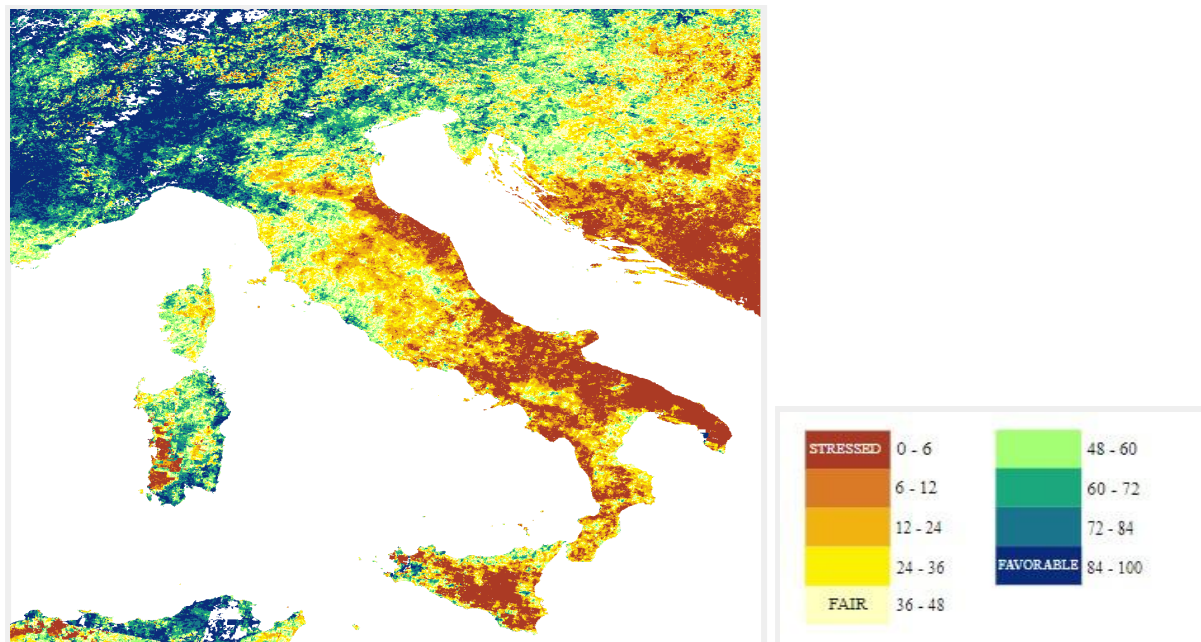 STRESSED 0 - 6
6 - 12
12 - 24
24 - 36
FAIR 36 - 48
48 - 60
60 - 72
72 - 84
FAVORABLE 84 - 100